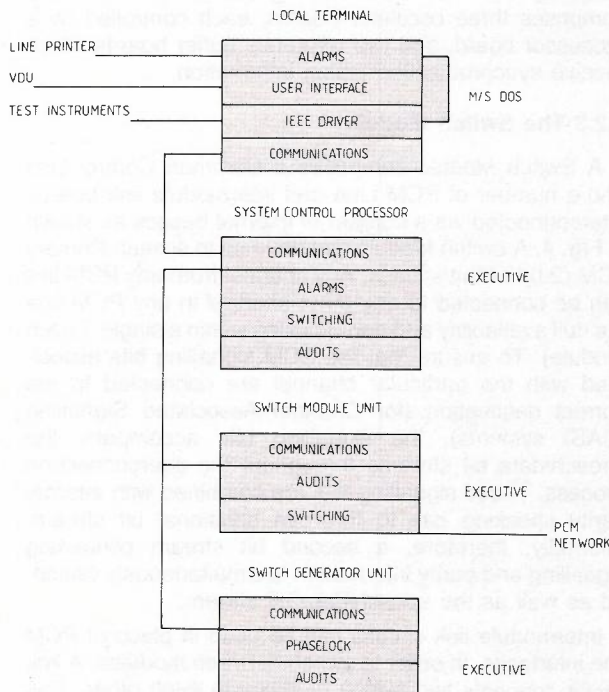 LOCAL TERMINAL
LINE PRINTER
ALARMS
VDU
USER INTERFACE
M/S DOS
TEST INSTRUMENTS
IEEE DRIVER
COMMUNICATIONS
SYSTEM CONTROL PROCESSOR
COMMUNICATIONS
EXECUTIVE
ALARMS
SWITCHING
AUDITS
SWITCH MODULE UNIT
COMMUNICATIONS
AUDITS
EXECUTIVE
SWITCHING
PCM
NETWORK
SWITCH GENERATOR UNIT
COMMUNICATIONS
PHASELOCK
EXECUTIVE
AUDITS